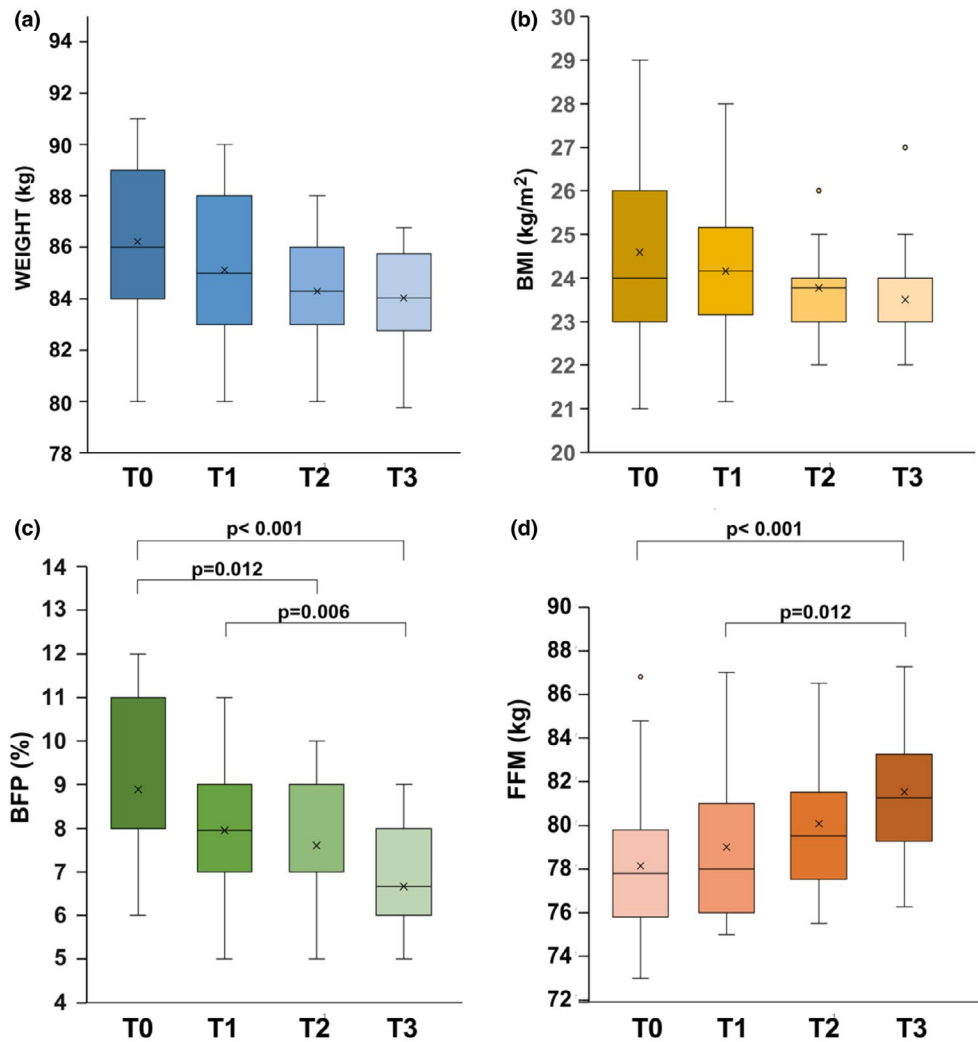 (a)
WEIGHT (kg)
94
92
90
88
86
84
82
80
78
T0 T1 T2 T3
(b)
BMI (kg/m²)
30
29
28
27
26
25
24
23
22
21
20
T0 T1 T2 T3
(c)
p< 0.001
p=0.012
p=0.006
BFP (%)
14
13
12
11
10
9
8
7
6
5
4
T0 T1 T2 T3
(d)
p< 0.001
p=0.012
FFM (kg)
90
88
86
84
82
80
78
76
74
72
T0 T1 T2 T3